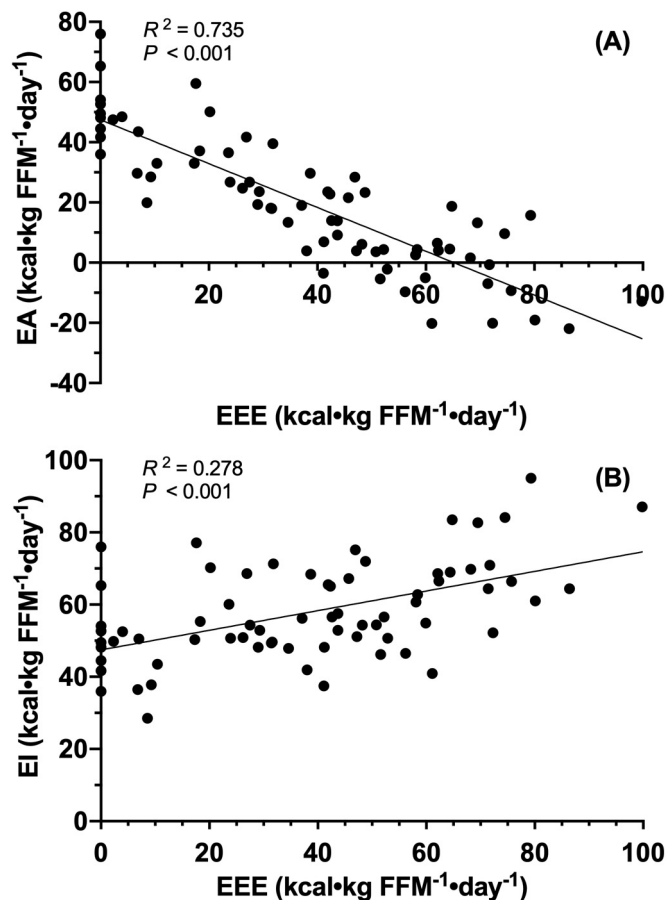 80
R² = 0.735
P < 0.001
(A)
60
40
20
0
20
40
60
80
100
-20
-40
EA (kcal•kg FFM⁻¹•day⁻¹)
EEE (kcal•kg FFM⁻¹•day⁻¹)
100
R² = 0.278
P < 0.001
(B)
80
60
40
20
0
EI (kcal•kg FFM⁻¹•day⁻¹)
0
20
40
60
80
100
EEE (kcal•kg FFM⁻¹•day⁻¹)